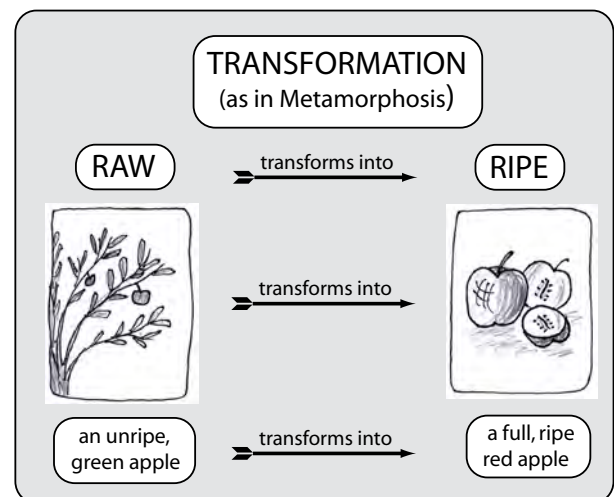 TRANSFORMATION
(as in Metamorphosis)
RAW
transforms into
RIPE
transforms into
an unripe,
green apple
transforms into
a full, ripe
red apple